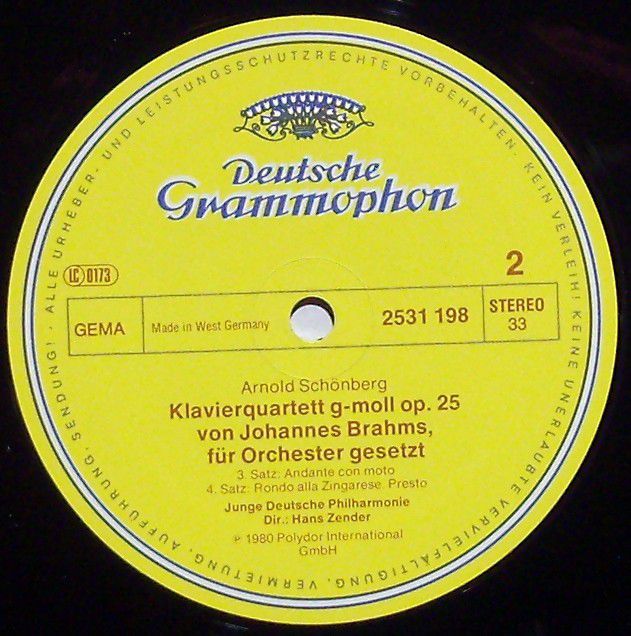 ALLE URHEBER- UND LEISTUNGSSCHUTZRECHTE VORBEHALTEN · KEIN VERLEIH! KEINE UNERLAUBTE VERVIELFÄLTIGUNG, VERMIETUNG, AUFFÜHRUNG, SENDUNG! ·
Deutsche
Grammophon
LC 0173
2
GEMA
Made in West Germany
2531 198
STEREO
33
Arnold Schönberg
Klavierquartett g-moll op. 25
von Johannes Brahms,
für Orchester gesetzt
3. Satz: Andante con moto
4. Satz: Rondo alla Zingarese. Presto
Junge Deutsche Philharmonie
Dir.: Hans Zender
℗ 1980 Polydor International
GmbH